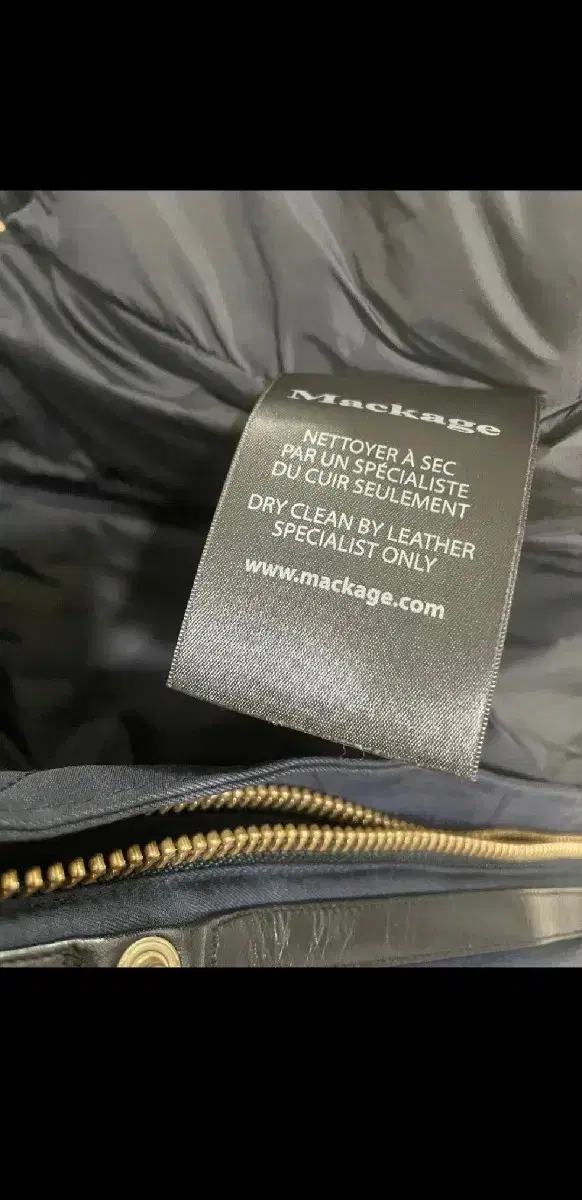 Mackage
NETTOYER À SEC
PAR UN SPÉCIALISTE
DU CUIR SEULEMENT
DRY CLEAN BY LEATHER
SPECIALIST ONLY
www.mackage.com